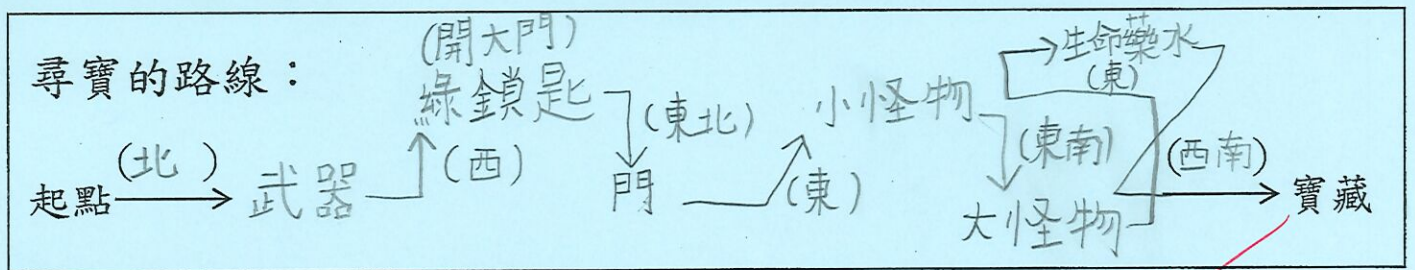 (開大門)
尋寶的路線：
綠鎖匙
(東北)
小怪物
生命藥水
(東)
(北)
(西)
(東南)
(西南)
起點
武器
門
(東)
大怪物
寶藏